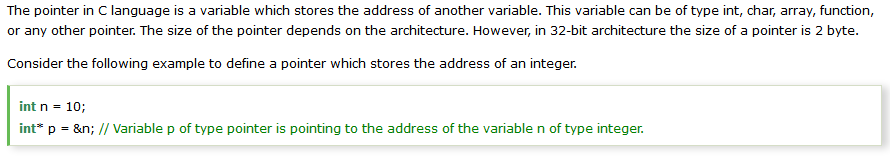 The pointer in C language is a variable which stores the address of another variable. This variable can be of type int, char, array, function,
or any other pointer. The size of the pointer depends on the architecture. However, in 32-bit architecture the size of a pointer is 2 byte.
Consider the following example to define a pointer which stores the address of an integer.
int n = 10;
int* p = &n; // Variable p of type pointer is pointing to the address of the variable n of type integer.